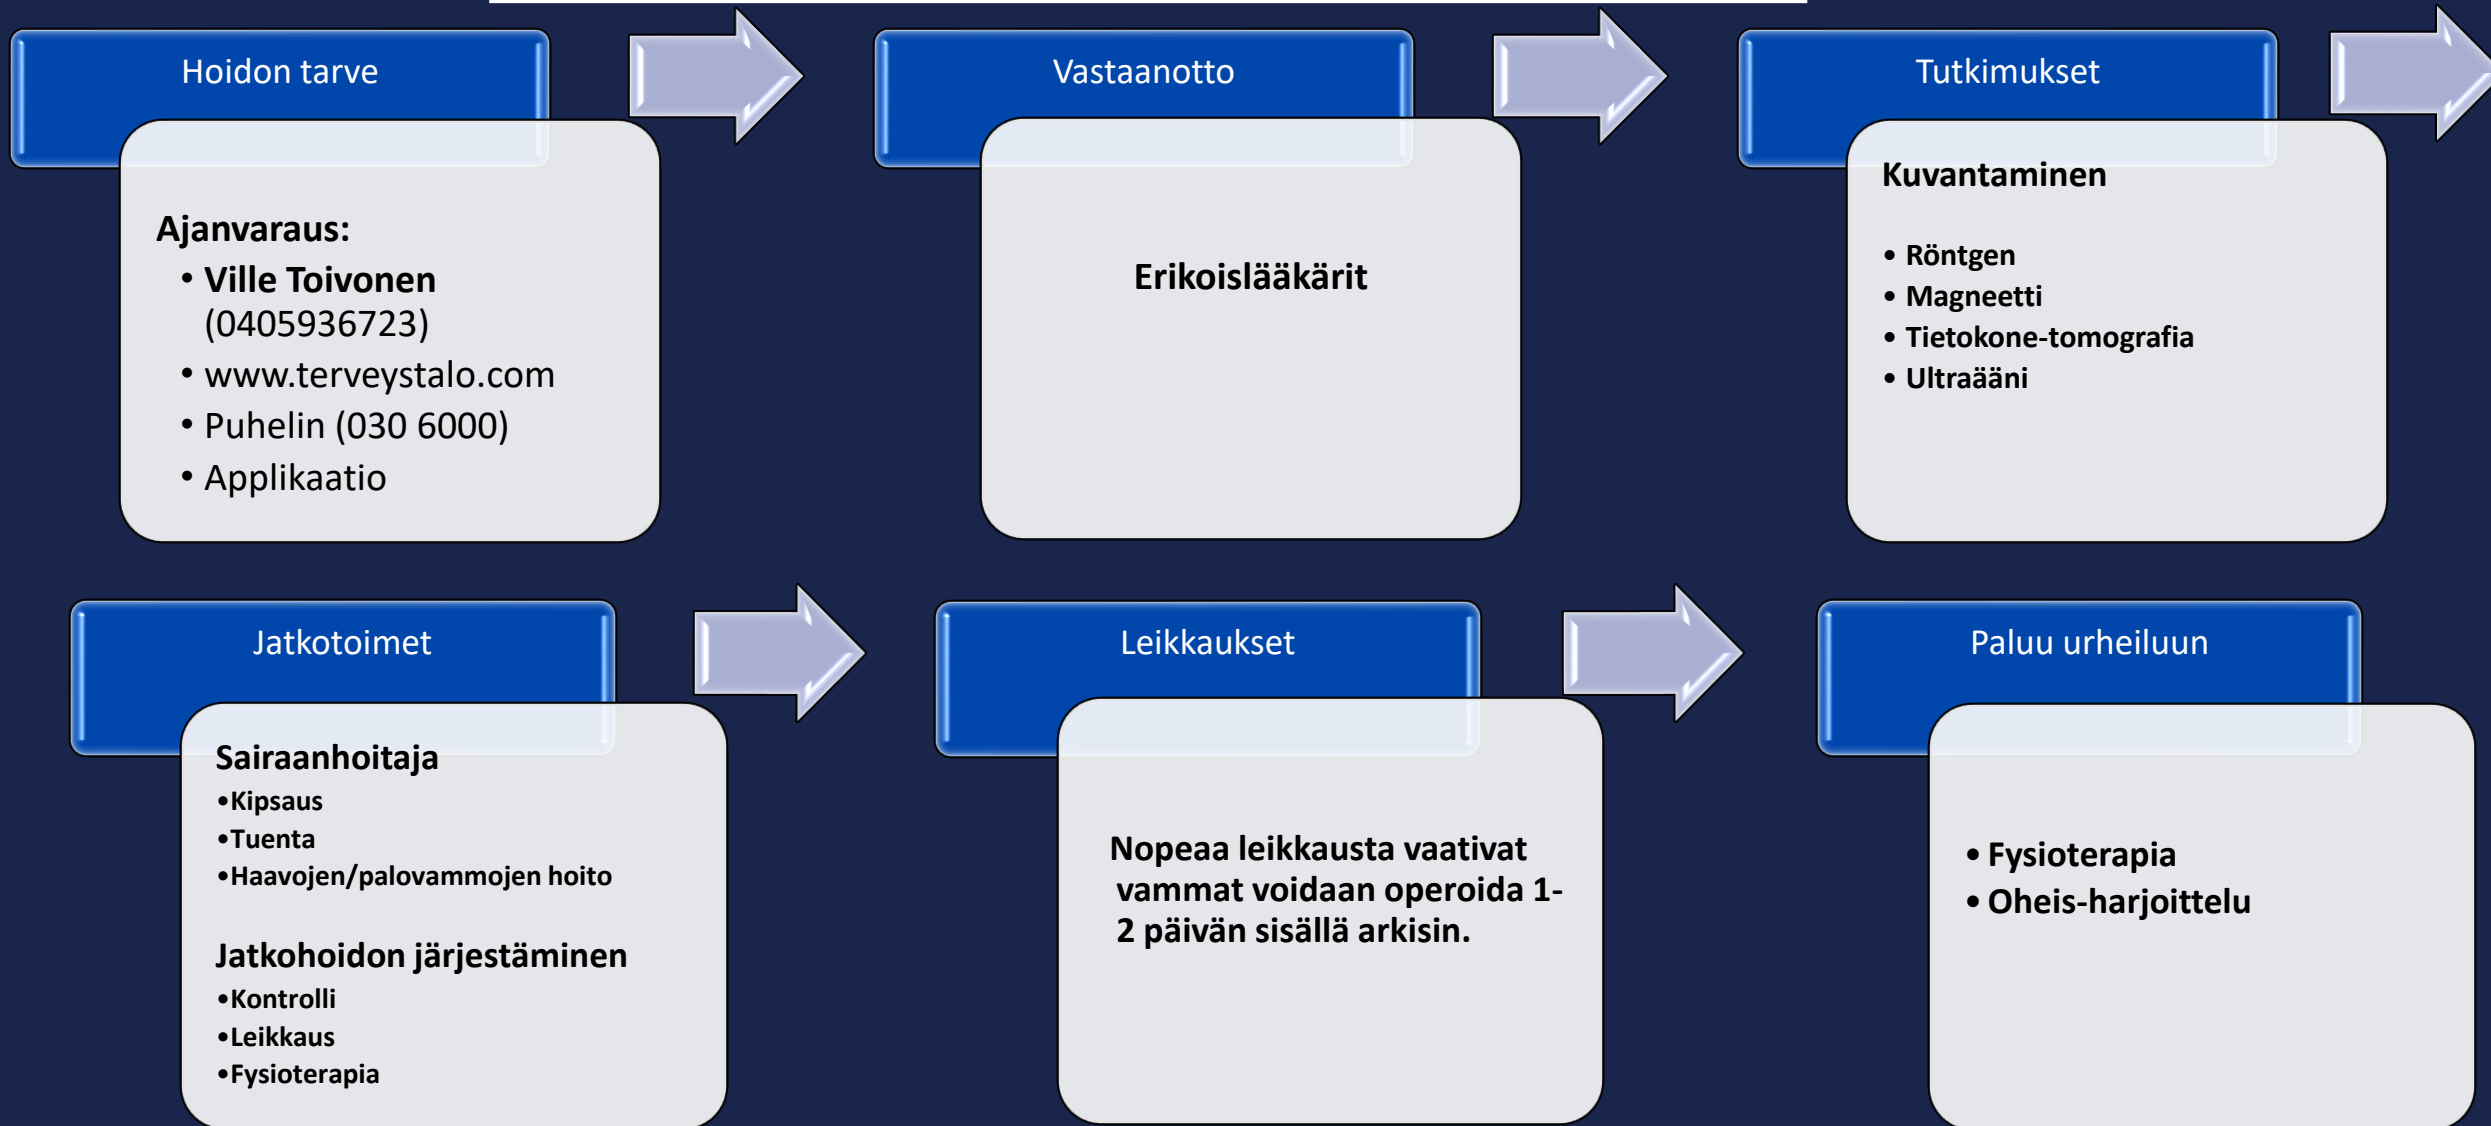 Hoidon tarve
Ajanvaraus:
• Ville Toivonen
(0405936723)
• www.terveystalo.com
• Puhelin (030 6000)
• Applikaatio
Vastaanotto
Erikoislääkärit
Tutkimukset
Kuvantaminen
• Röntgen
• Magneetti
• Tietokone-tomografia
• Ultraääni
Jatkotoimet
Sairaanhoitaja
•Kipsaus
•Tuenta
•Haavojen/palovammojen hoito
Jatkohoidon järjestäminen
•Kontrolli
•Leikkaus
•Fysioterapia
Leikkaukset
Nopeaa leikkausta vaativat
vammat voidaan operoida 1-
2 päivän sisällä arkisin.
Paluu urheiluun
• Fysioterapia
• Oheis-harjoittelu